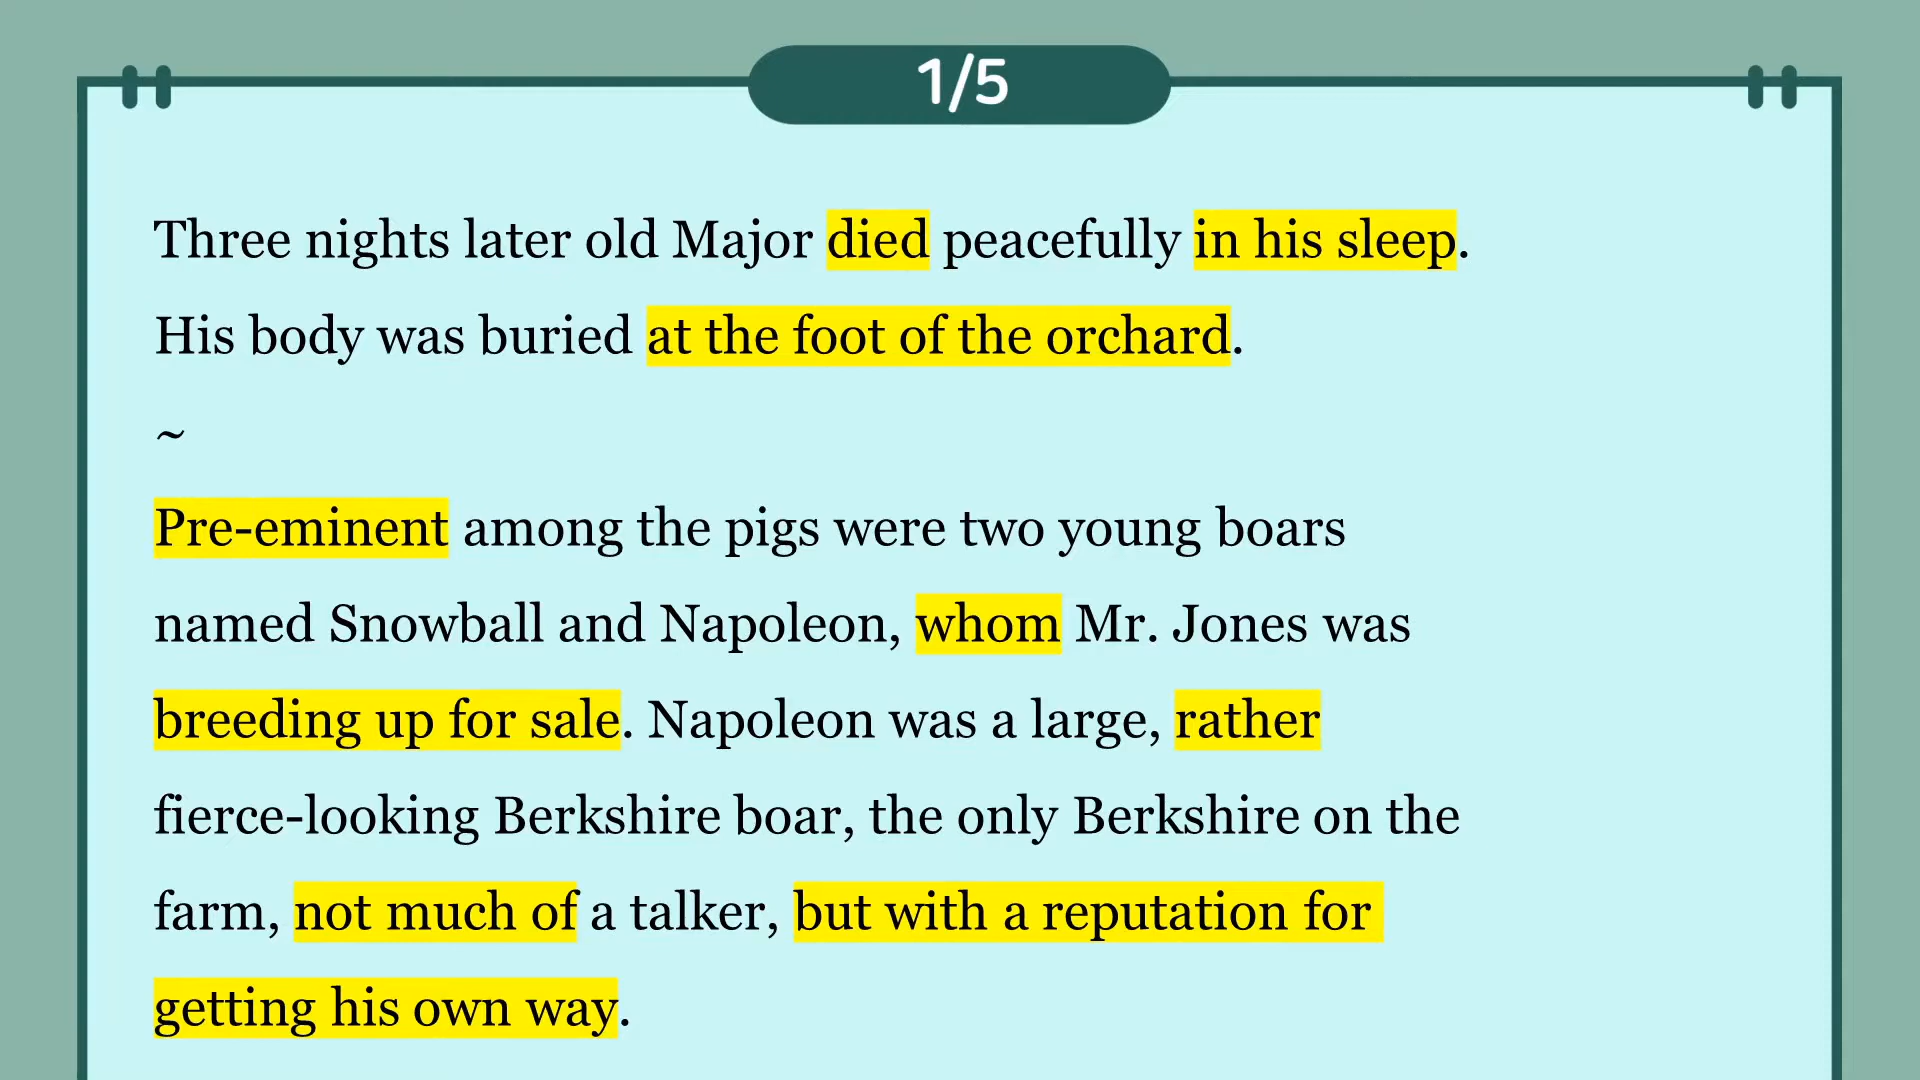 1/5
Three nights later old Major died peacefully in his sleep.
His body was buried at the foot of the orchard.
~
Pre-eminent among the pigs were two young boars
named Snowball and Napoleon, whom Mr. Jones was
breeding up for sale. Napoleon was a large, rather
fierce-looking Berkshire boar, the only Berkshire on the
farm, not much of a talker, but with a reputation for
getting his own way.